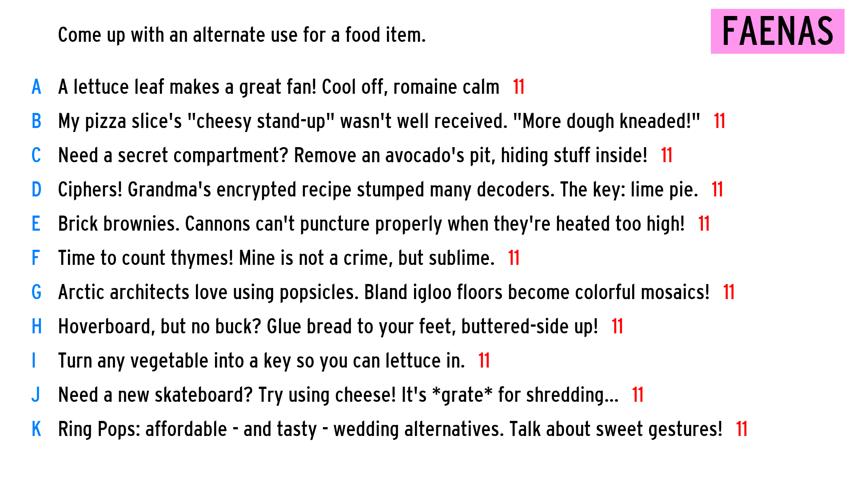 Come up with an alternate use for a food item.
FAENAS
A A lettuce leaf makes a great fan! Cool off, romaine calm 11
B My pizza slice's "cheesy stand-up" wasn't well received. "More dough kneaded!" 11
C Need a secret compartment? Remove an avocado's pit, hiding stuff inside! 11
D Ciphers! Grandma's encrypted recipe stumped many decoders. The key: lime pie. 11
E Brick brownies. Cannons can't puncture properly when they're heated too high! 11
F Time to count thymes! Mine is not a crime, but sublime. 11
G Arctic architects love using popsicles. Bland igloo floors become colorful mosaics! 11
H Hoverboard, but no buck? Glue bread to your feet, buttered-side up! 11
I Turn any vegetable into a key so you can lettuce in. 11
J Need a new skateboard? Try using cheese! It's *grate* for shredding... 11
K Ring Pops: affordable - and tasty - wedding alternatives. Talk about sweet gestures! 11